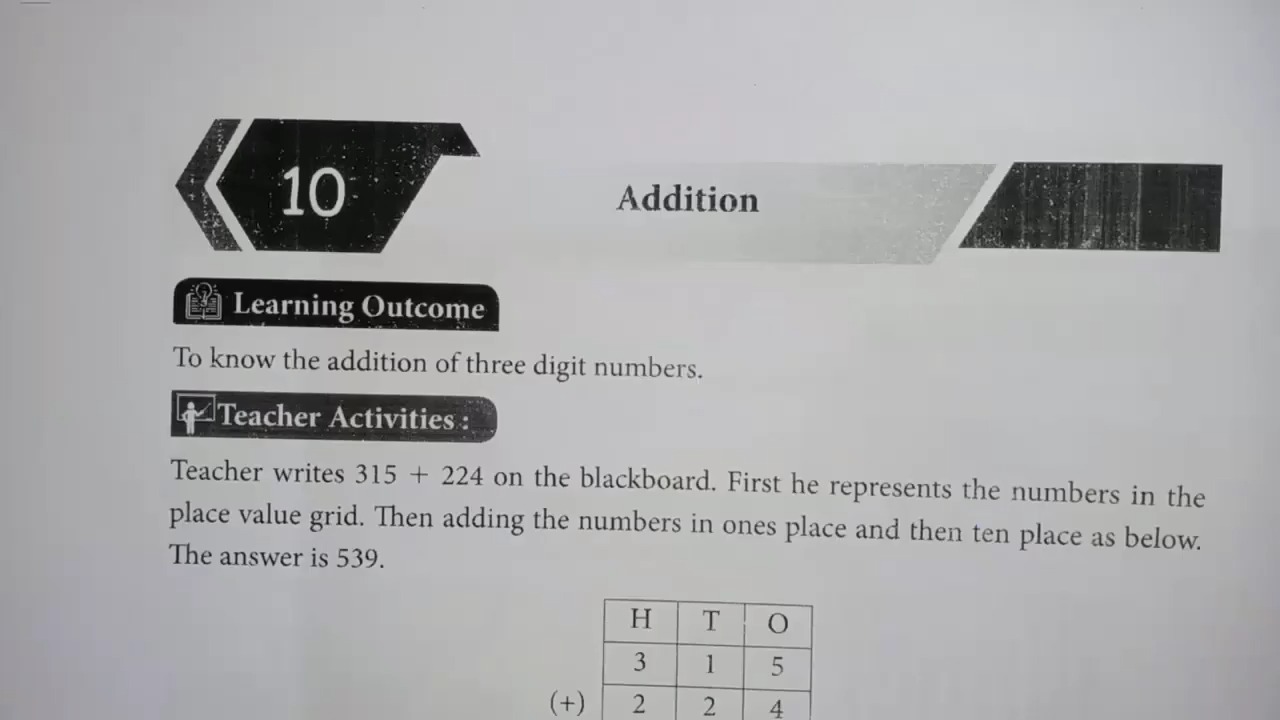 10
Addition
Learning Outcome
To know the addition of three digit numbers.
Teacher Activities :
Teacher writes 315 + 224 on the blackboard. First he represents the numbers in the
place value grid. Then adding the numbers in ones place and then ten place as below.
The answer is 539.
H T O
3 1 5
(+) 2 2 4